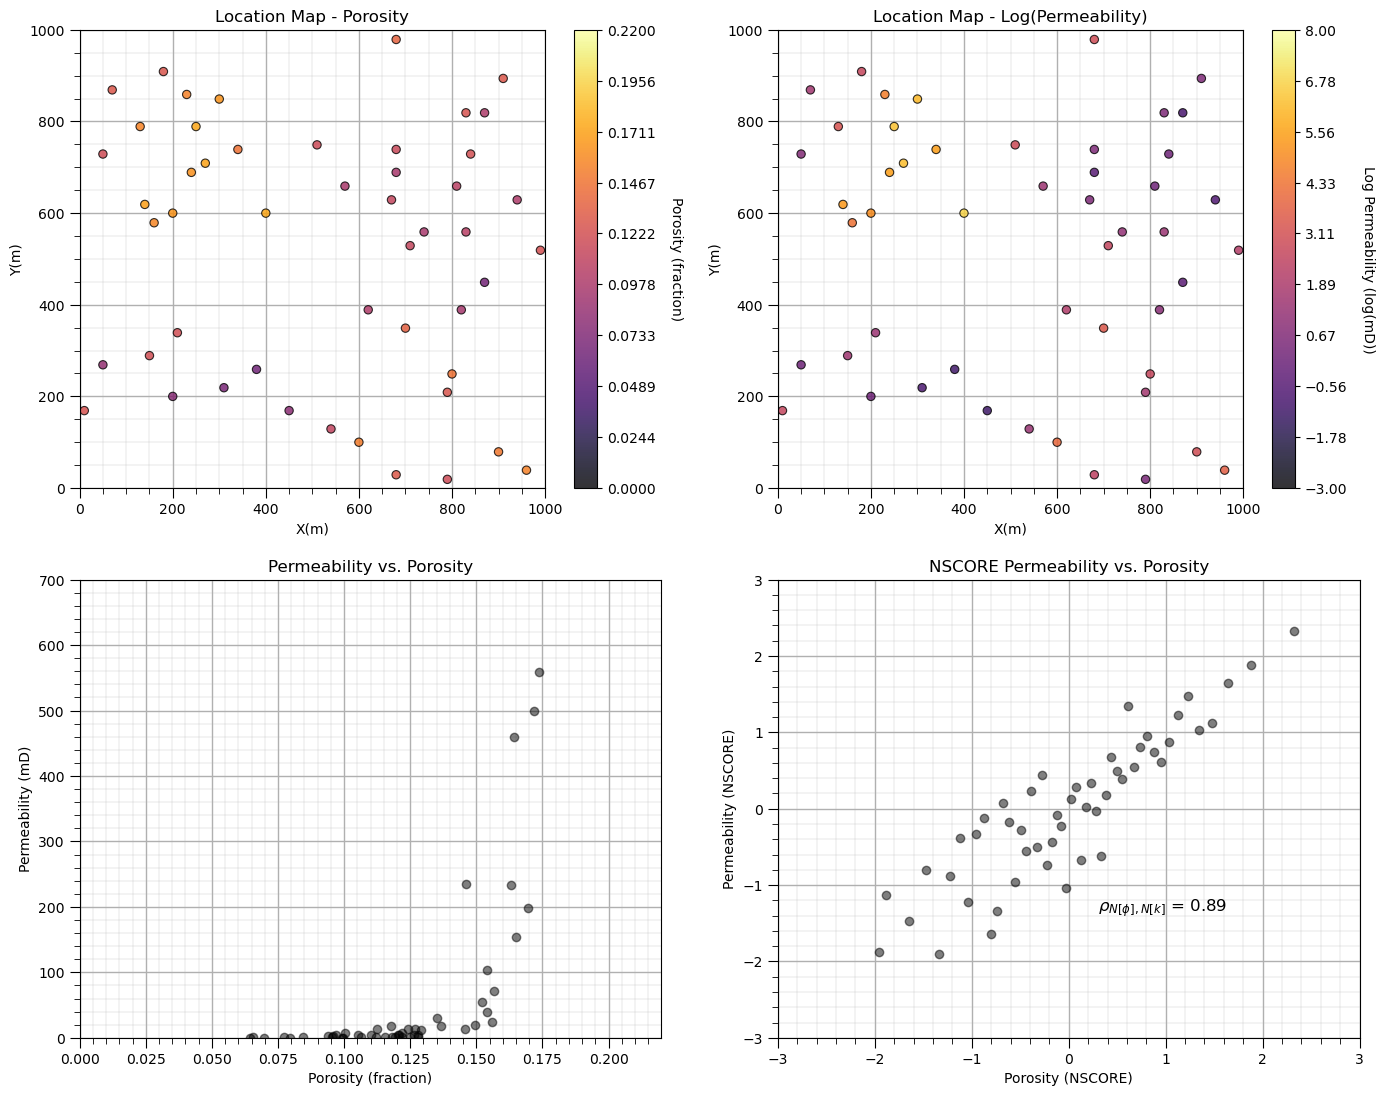 Location Map - Porosity
1000
800
600
400
200
0
0 200 400 600 800 1000
X(m)
Y(m)
0.2200
0.1956
0.1711
0.1467
0.1222
0.0978
0.0733
0.0489
0.0244
0.0000
Porosity (fraction)
Location Map - Log(Permeability)
1000
800
600
400
200
0
0 200 400 600 800 1000
X(m)
Y(m)
8.00
6.78
5.56
4.33
3.11
1.89
0.67
−0.56
−1.78
−3.00
Log Permeability (log(mD))
Permeability vs. Porosity
700
600
500
400
300
200
100
0
0.000 0.025 0.050 0.075 0.100 0.125 0.150 0.175 0.200
Porosity (fraction)
Permeability (mD)
NSCORE Permeability vs. Porosity
3
2
1
0
−1
−2
−3
−3 −2 −1 0 1 2 3
Porosity (NSCORE)
Permeability (NSCORE)
ρN[ϕ],N[k] = 0.89